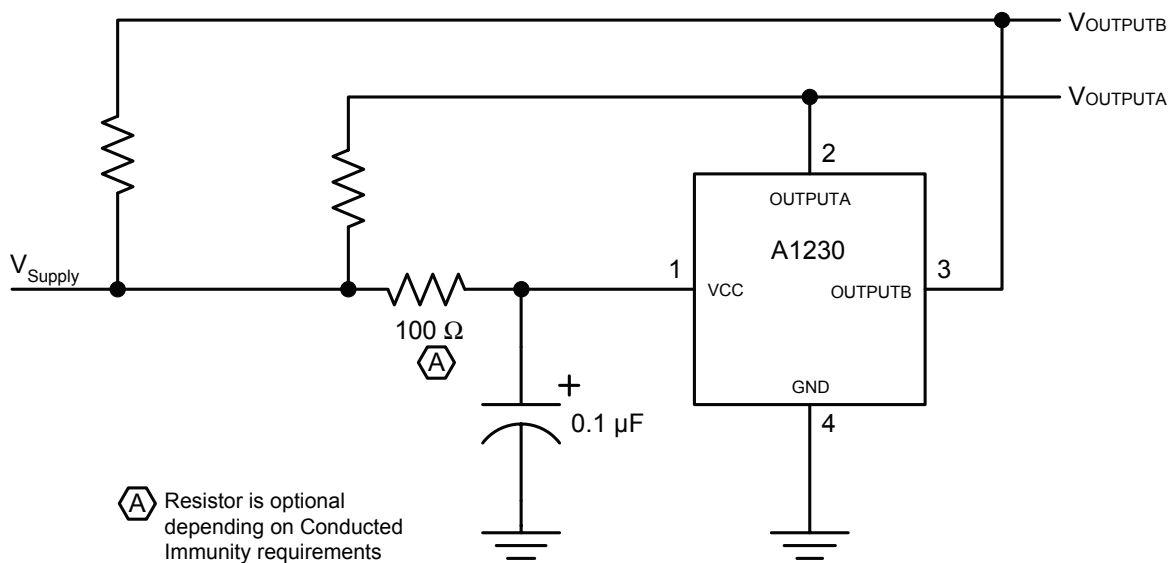 VOUTPUTB
VOUTPUTA
2
OUTPUTA
A1230
VSupply
1
3
VCC
OUTPUTB
100 Ω
A
GND
+
0.1 µF
4
A Resistor is optional
depending on Conducted
Immunity requirements